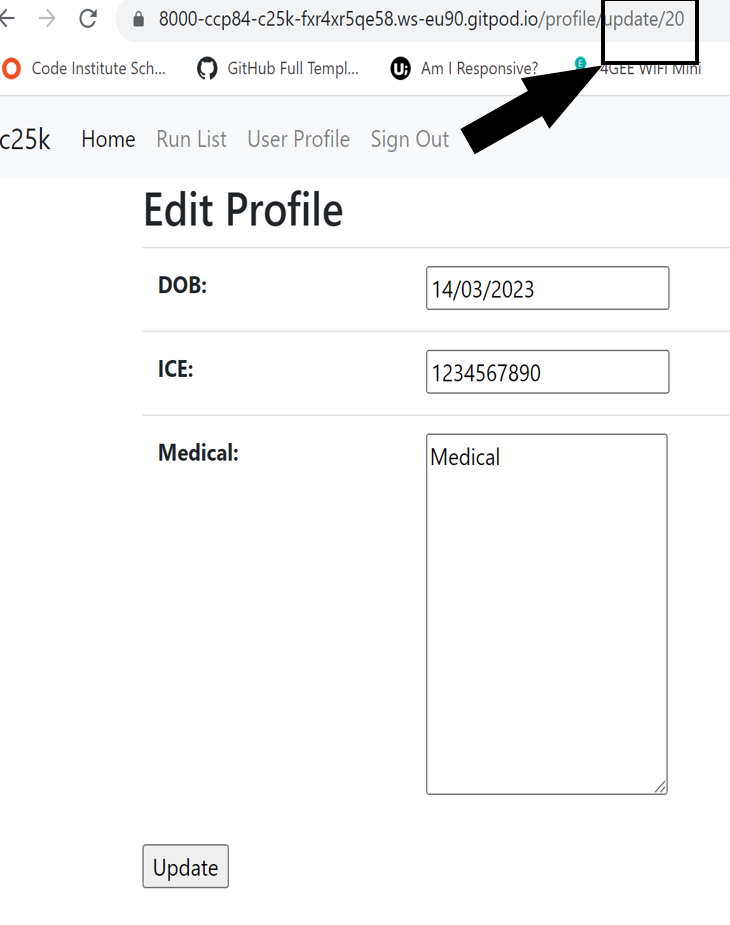 8000-ccp84-c25k-fxr4xr5qe58.ws-eu90.gitpod.io/profile/update/20
Code Institute Sch... GitHub Full Templ... Am I Responsive? 4GEE WiFi Mini
c25k Home Run List User Profile Sign Out
Edit Profile
DOB: 14/03/2023
ICE: 1234567890
Medical: Medical
Update